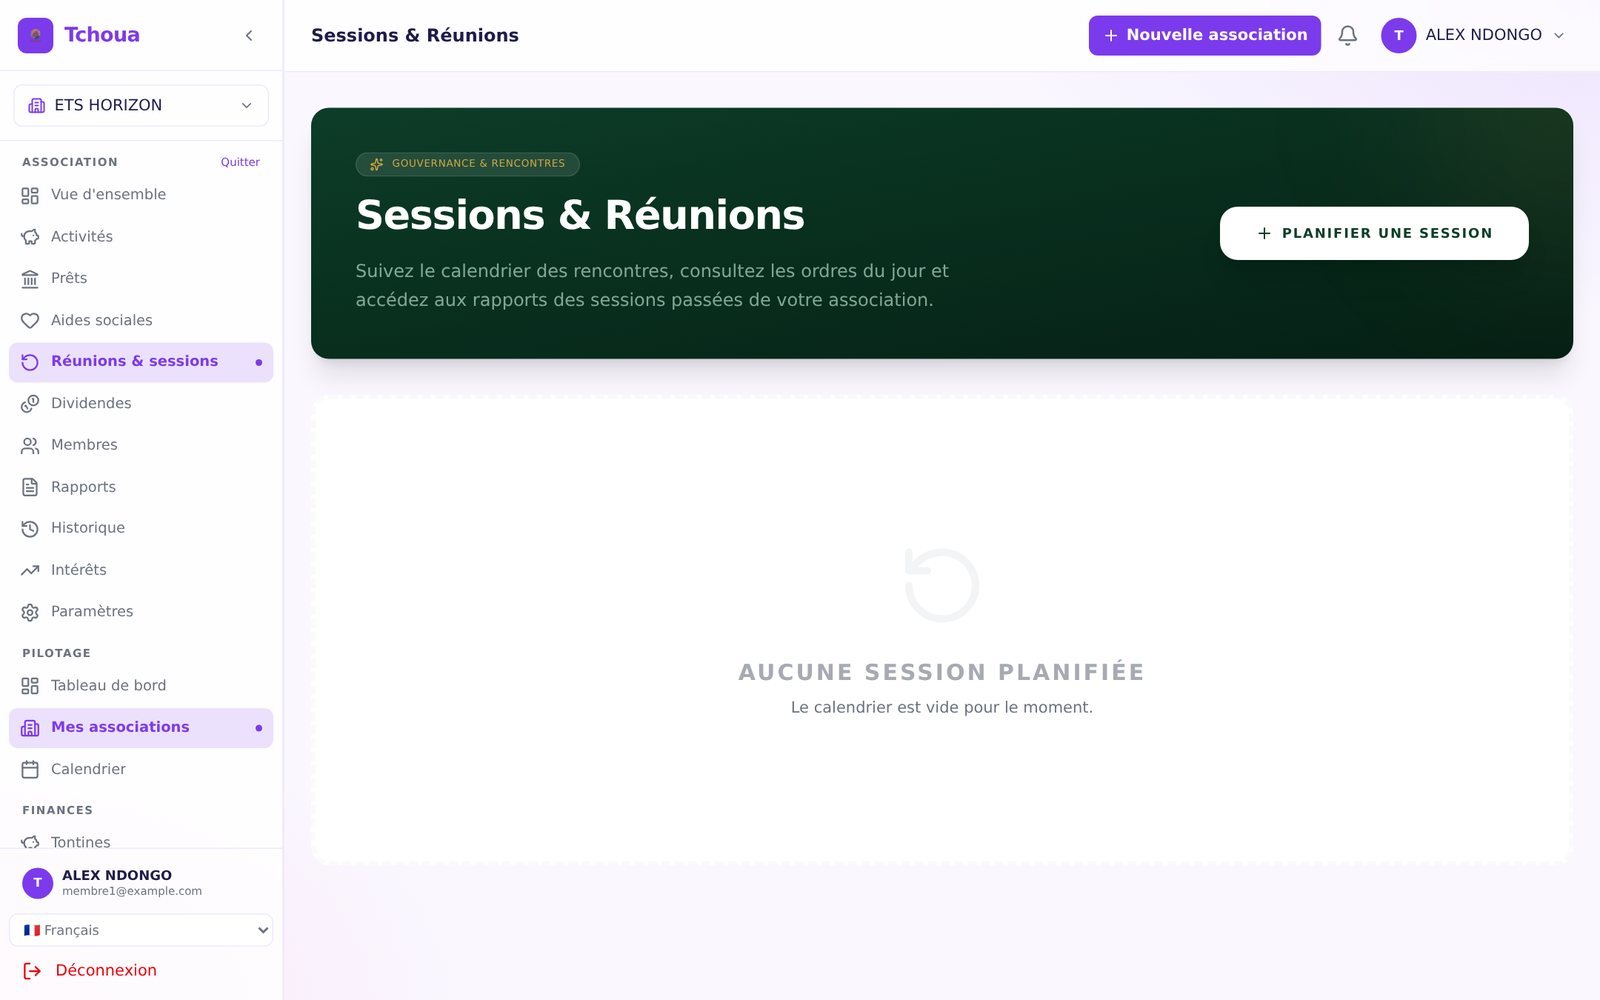 Tchoua
ETS HORIZON
ASSOCIATION Quitter
Vue d'ensemble
Activités
Prêts
Aides sociales
Réunions & sessions
Dividendes
Membres
Rapports
Historique
Intérêts
Paramètres
PILOTAGE
Tableau de bord
Mes associations
Calendrier
FINANCES
Tontines
T
ALEX NDONGO
membre1@example.com
Français
Déconnexion
Sessions & Réunions
Nouvelle association
T
ALEX NDONGO
GOUVERNANCE & RENCONTRES
Sessions & Réunions
Suivez le calendrier des rencontres, consultez les ordres du jour et
accédez aux rapports des sessions passées de votre association.
PLANIFIER UNE SESSION
AUCUNE SESSION PLANIFIÉE
Le calendrier est vide pour le moment.